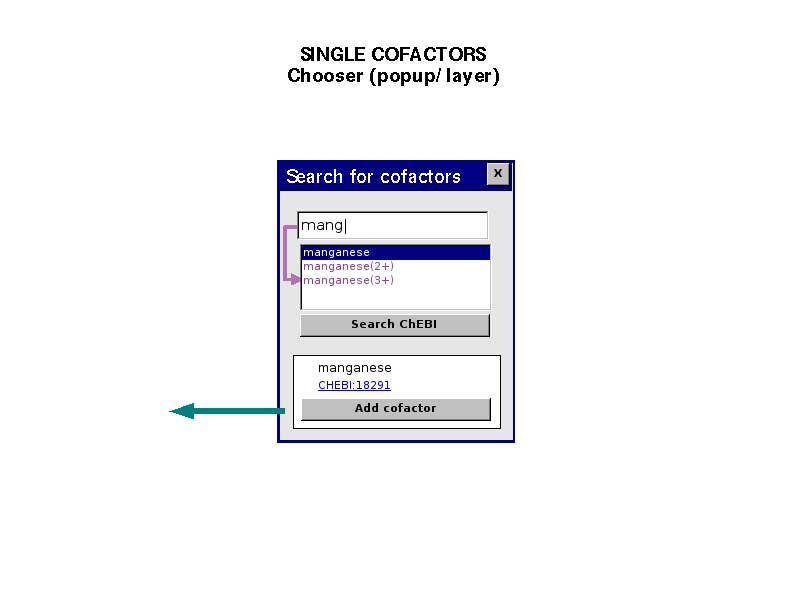 SINGLE COFACTORS
Chooser (popup/ layer)
Search for cofactors
X
mang
manganese
manganese(2+)
manganese(3+)
Search ChEBI
manganese
CHEBI:18291
Add cofactor